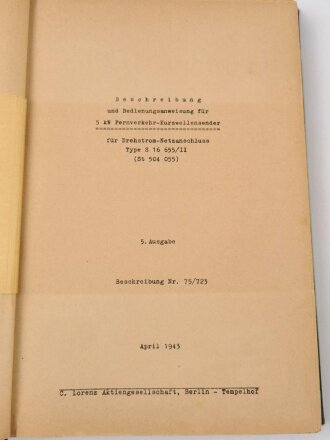 Beschreibung
und Bedienungsanweisung für
5 kW Fernverkehr-Kurzwellensender
für Drehstrom-Netzanschluss
Type S 16 655/II
(St 504 055)
5. Ausgabe
Beschreibung Nr. 75/723
April 1943
C. Lorenz Aktiengesellschaft, Berlin - Tempelhof